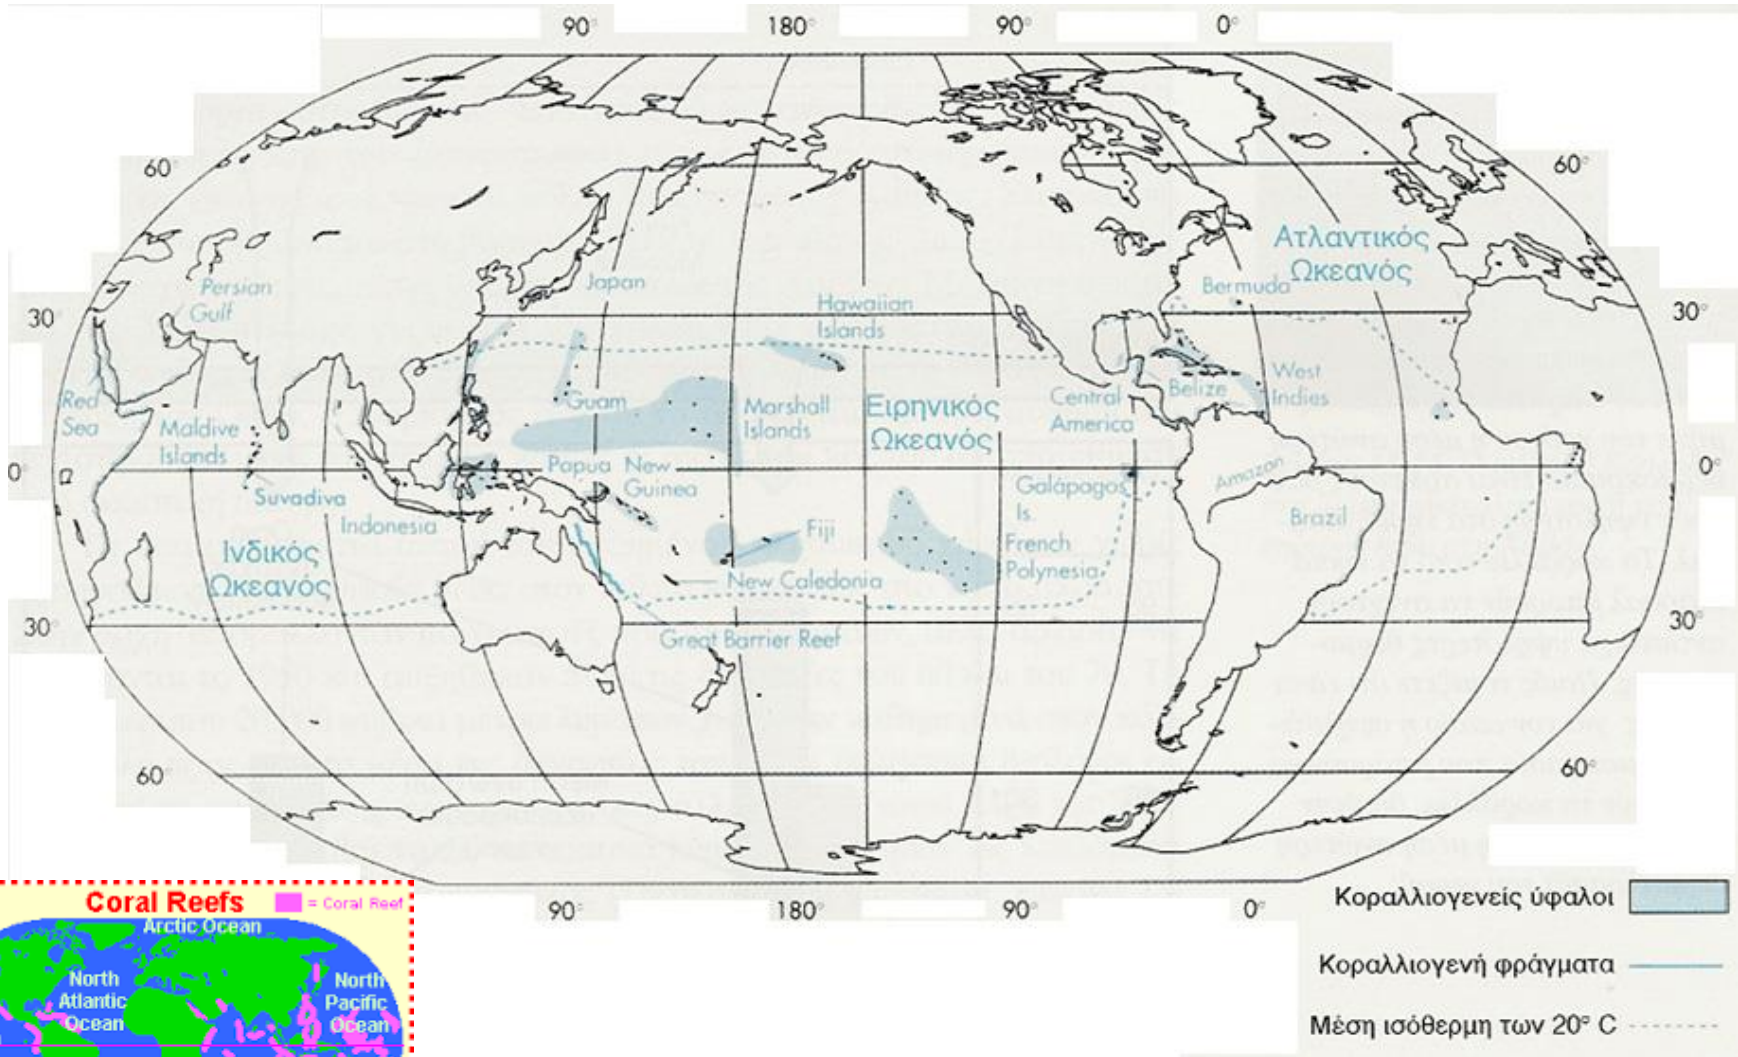 90°
180°
90°
0°
60°
60°
Ατλαντικός
Ωκεανός
Persian
Gulf
Japan
Bermuda
Hawaiian
Islands
30°
30°
Red
Sea
Maldive
Islands
Guam
Marshall
Islands
Ειρηνικός
Ωκεανός
Central
America
Belize
West
Indies
0°
0°
Papua New
Guinea
Suvadiva
Indonesia
Galápagos
Is.
Amazon
Brazil
Ινδικός
Ωκεανός
Fiji
French
Polynesia
New Caledonia
30°
30°
Great Barrier Reef
60°
60°
90°
180°
90°
0°
Κοραλλιογενείς ύφαλοι
Κοραλλιογενή φράγματα
Μέση ισόθερμη των 20° C
Coral Reefs
= Coral Reef
Arctic Ocean
North
Atlantic
Ocean
North
Pacific
Ocean